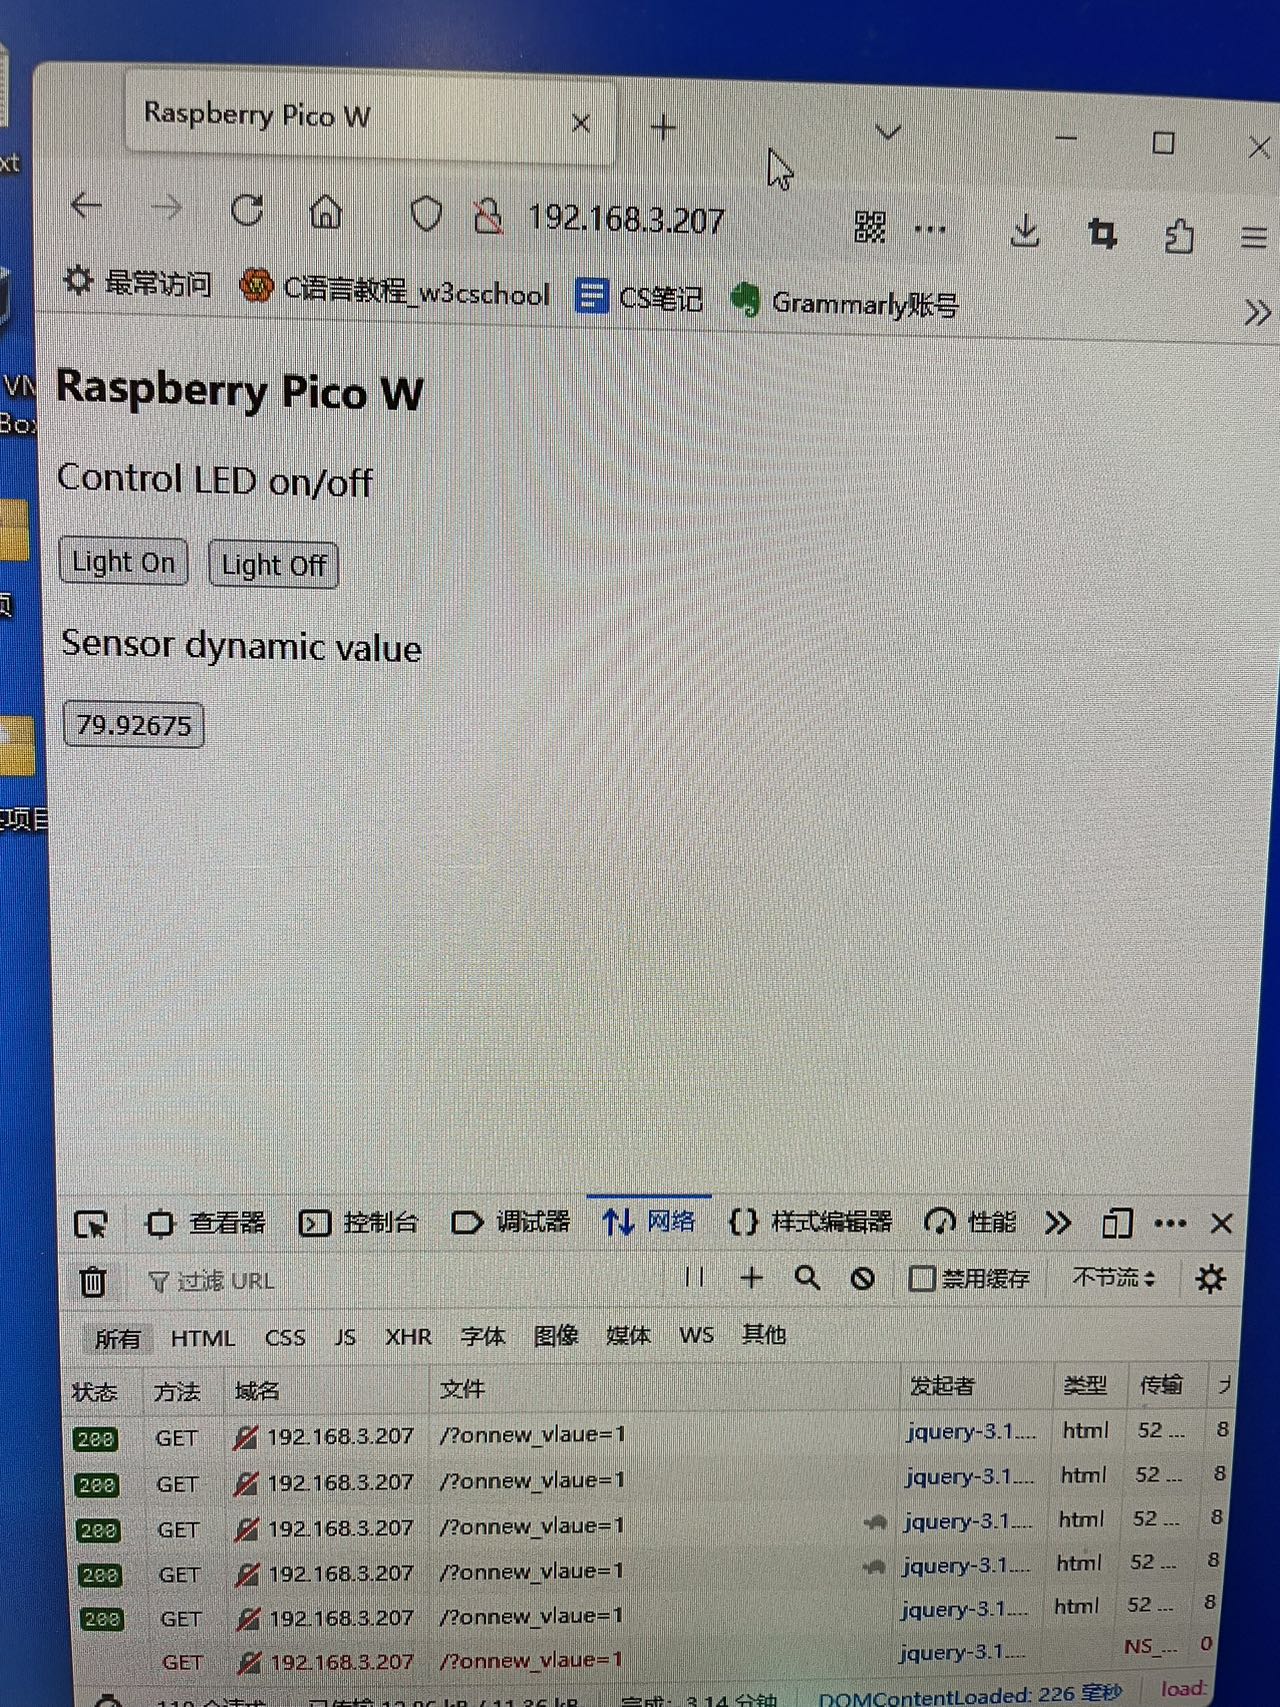 Raspberry Pico W
192.168.3.207
最常访问 C语言教程_w3cschool CS笔记 Grammarly账号
xt
VM
Box
Raspberry Pico W
Control LED on/off
Light On Light Off
Sensor dynamic value
79.92675
项目
查看器 控制台 调试器 网络 {} 样式编辑器 性能
过滤 URL 禁用缓存 不节流
所有 HTML CSS JS XHR 字体 图像 媒体 WS 其他
状态 方法 域名 文件 发起者 类型 传输
200 GET 192.168.3.207 /?onnew_vlaue=1 jquery-3.1.... html 52 ... 8
200 GET 192.168.3.207 /?onnew_vlaue=1 jquery-3.1.... html 52 ... 8
200 GET 192.168.3.207 /?onnew_vlaue=1 jquery-3.1.... html 52 ... 8
200 GET 192.168.3.207 /?onnew_vlaue=1 jquery-3.1.... html 52 ... 8
200 GET 192.168.3.207 /?onnew_vlaue=1 jquery-3.1.... html 52 ... 8
GET 192.168.3.207 /?onnew_vlaue=1 jquery-3.1.... NS_... 0
完成: 3.14 分钟 DOMContentLoaded: 226 毫秒 load: